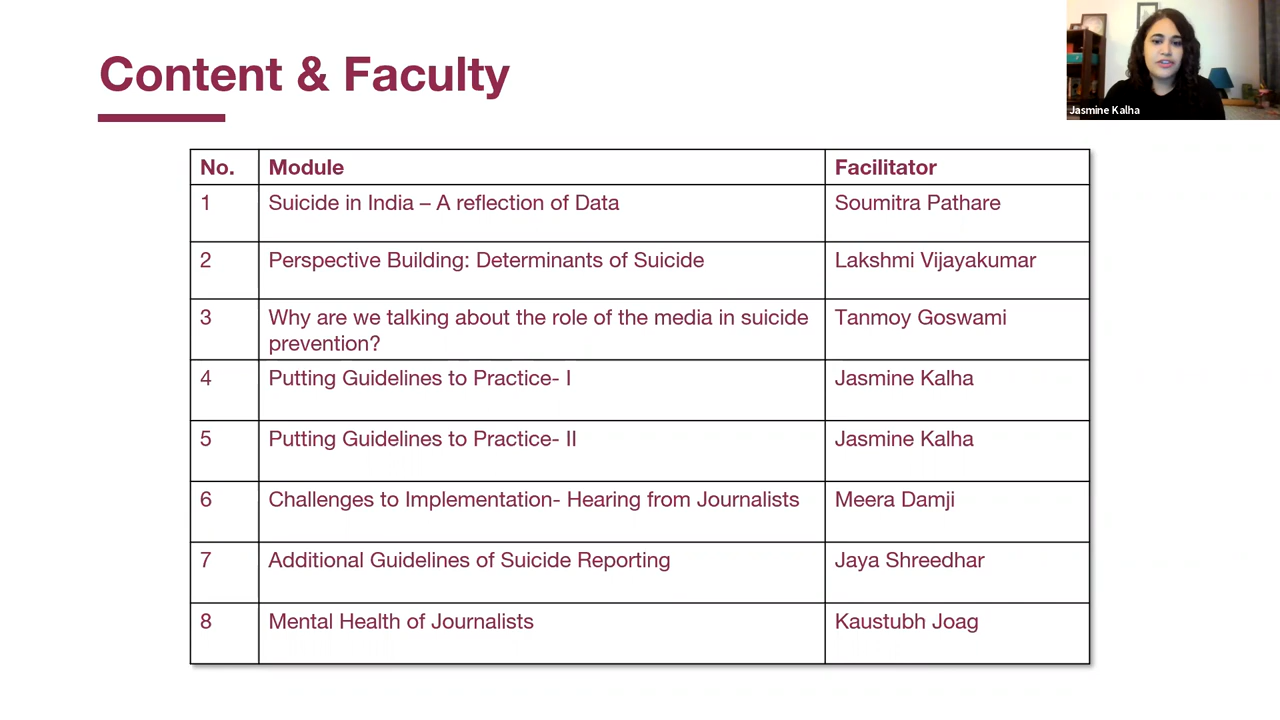 Content & Faculty
Jasmine Kalha
No. Module Facilitator
1 Suicide in India – A reflection of Data Soumitra Pathare
2 Perspective Building: Determinants of Suicide Lakshmi Vijayakumar
3 Why are we talking about the role of the media in suicide Tanmoy Goswami
prevention?
4 Putting Guidelines to Practice- I Jasmine Kalha
5 Putting Guidelines to Practice- II Jasmine Kalha
6 Challenges to Implementation- Hearing from Journalists Meera Damji
7 Additional Guidelines of Suicide Reporting Jaya Shreedhar
8 Mental Health of Journalists Kaustubh Joag